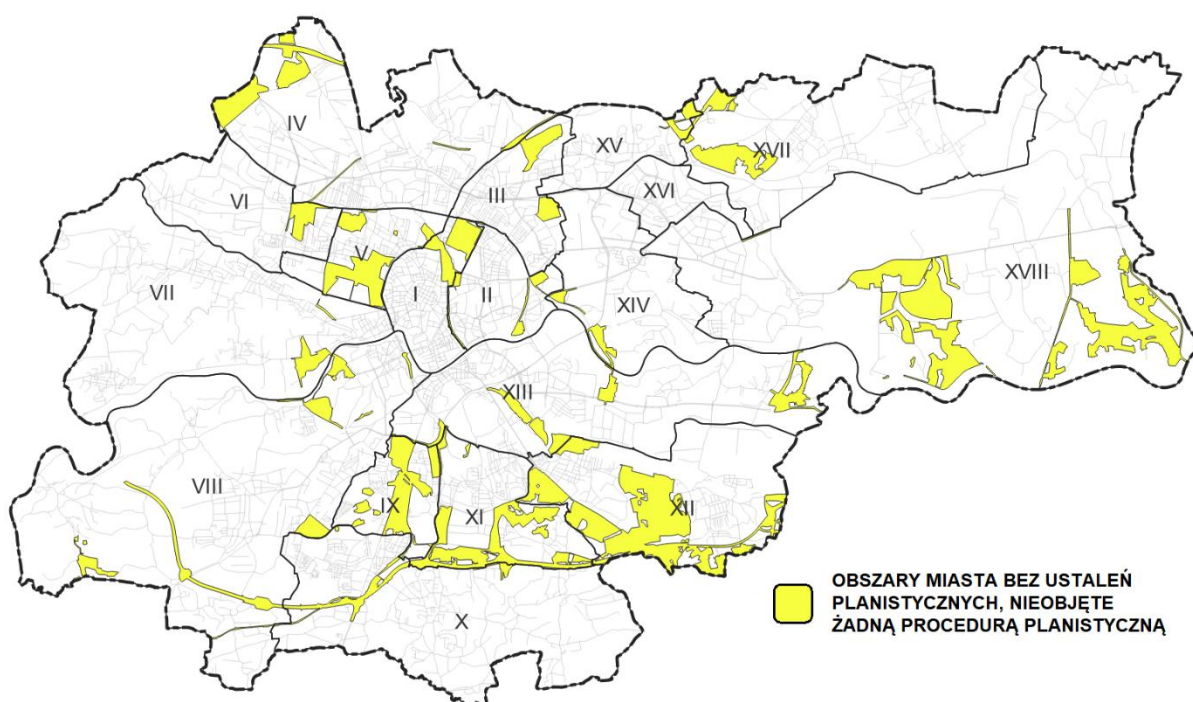 IV
XV
XVII
III
XVI
VI
V
XVIII
VII
I
II
XIV
XIII
VIII
IX
XI
XII
X
OBSZARY MIASTA BEZ USTALEŃ
PLANISTYCZNYCH, NIEOBJĘTE
ŻADNĄ PROCEDURĄ PLANISTYCZNĄ